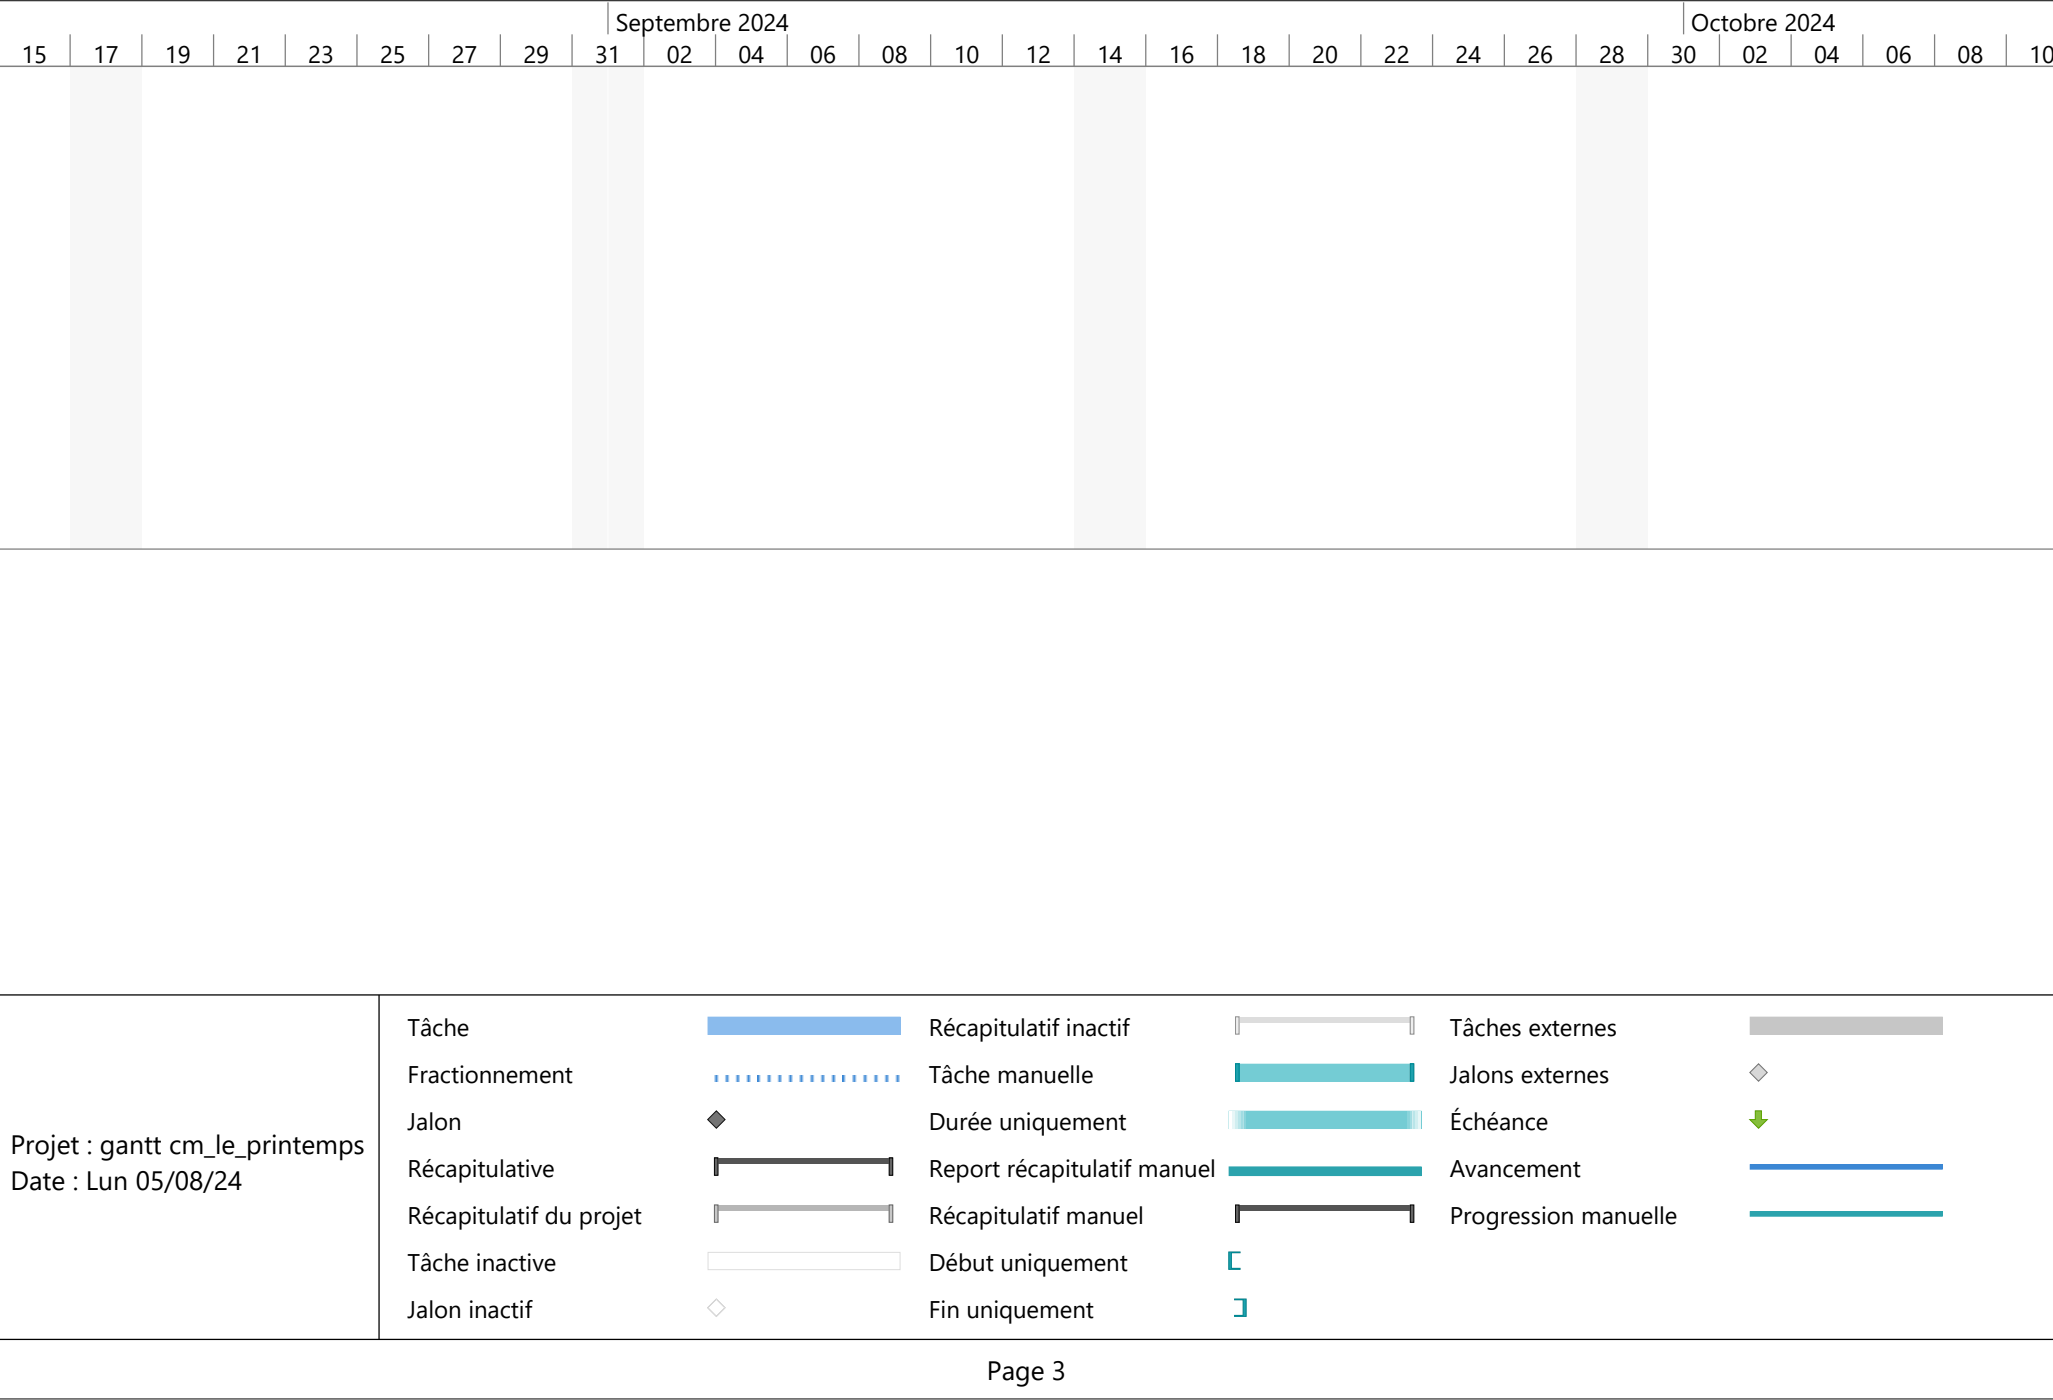 Septembre 2024 Octobre 2024
15 17 19 21 23 25 27 29 31 02 04 06 08 10 12 14 16 18 20 22 24 26 28 30 02 04 06 08 10
Tâche Récapitulatif inactif Tâches externes
Fractionnement Tâche manuelle Jalons externes
Jalon Durée uniquement Échéance
Projet : gantt cm_le_printemps
Date : Lun 05/08/24
Récapitulative Report récapitulatif manuel Avancement
Récapitulatif du projet Récapitulatif manuel Progression manuelle
Tâche inactive Début uniquement
Jalon inactif Fin uniquement
Page 3